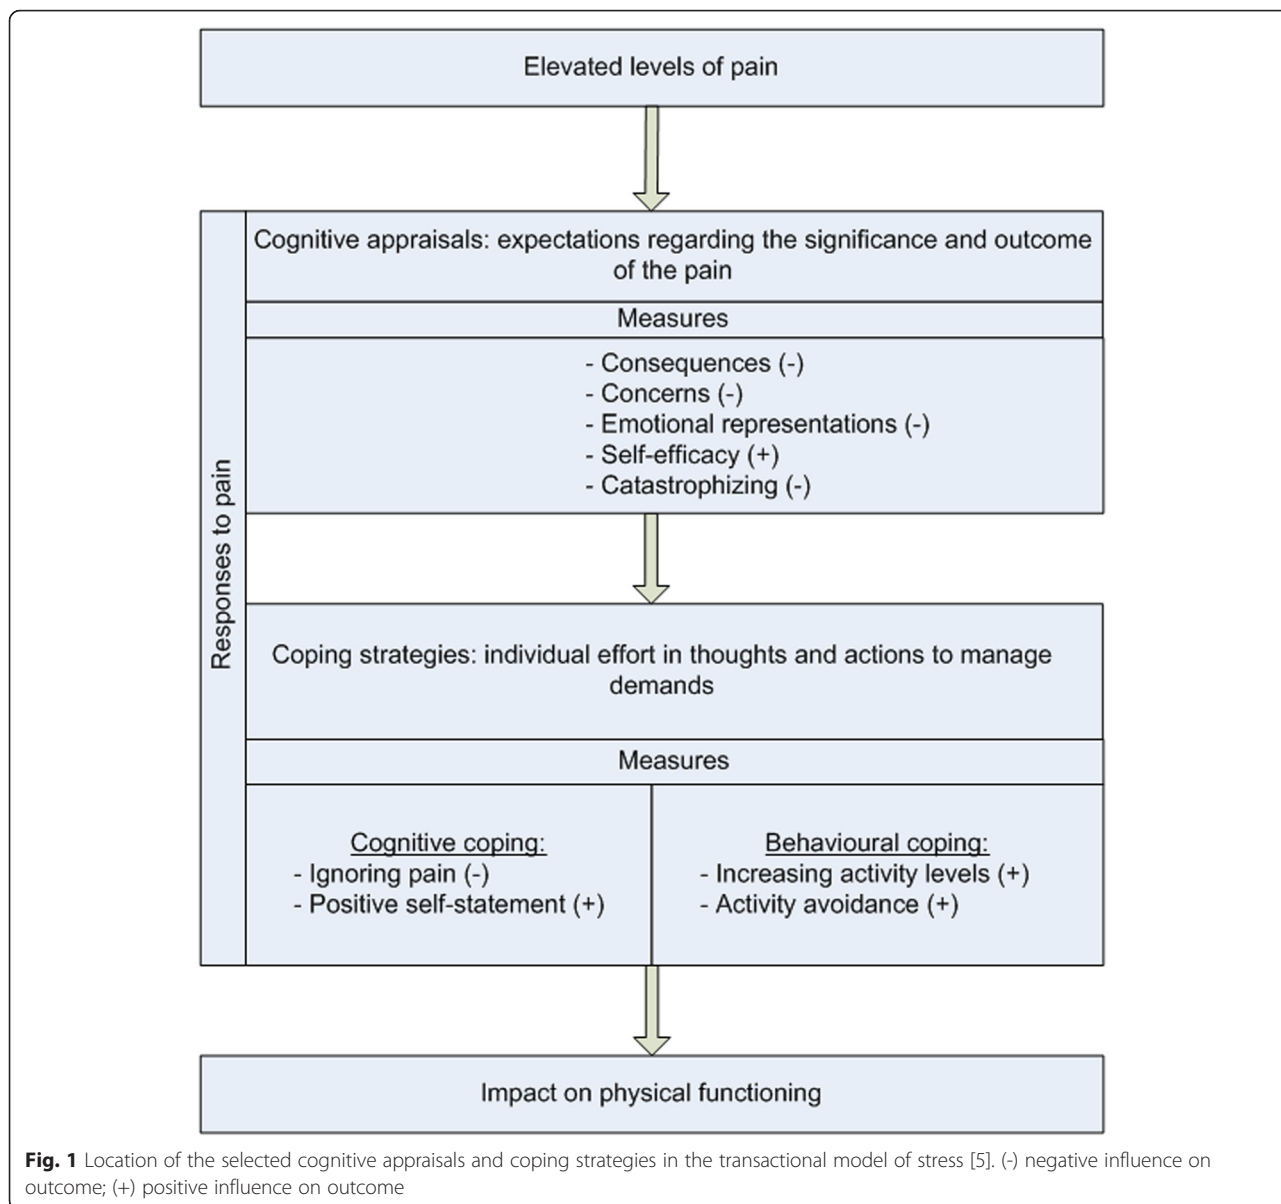 Elevated levels of pain
Responses to pain
Cognitive appraisals: expectations regarding the significance and outcome
of the pain
Measures
- Consequences (-)
- Concerns (-)
- Emotional representations (-)
- Self-efficacy (+)
- Catastrophizing (-)
Coping strategies: individual effort in thoughts and actions to manage
demands
Measures
Cognitive coping:
- Ignoring pain (-)
- Positive self-statement (+)
Behavioural coping:
- Increasing activity levels (+)
- Activity avoidance (+)
Impact on physical functioning
Fig. 1 Location of the selected cognitive appraisals and coping strategies in the transactional model of stress [5]. (-) negative influence on
outcome; (+) positive influence on outcome